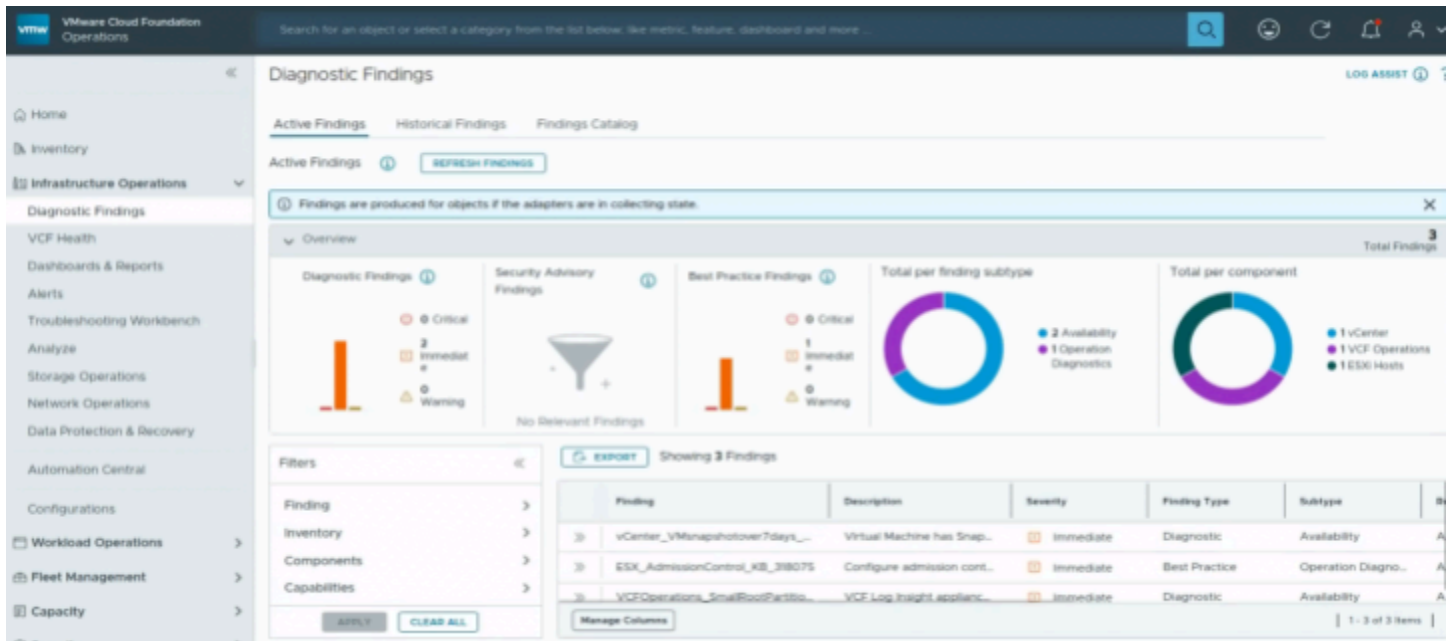 vmw
VMware Cloud Foundation
Operations
Search for an object or select a category from the list below; like metric, feature, dashboard and more ...
Diagnostic Findings
LOG ASSIST
Home
Inventory
Infrastructure Operations
Diagnostic Findings
VCF Health
Dashboards & Reports
Alerts
Troubleshooting Workbench
Analyze
Storage Operations
Network Operations
Data Protection & Recovery
Automation Central
Configurations
Workload Operations
Fleet Management
Capacity
Active Findings
Historical Findings
Findings Catalog
Active Findings
REFRESH FINDINGS
Findings are produced for objects if the adapters are in collecting state.
Overview
3
Total Findings
Diagnostic Findings
0 Critical
2
Immediat
e
0
Warning
Security Advisory
Findings
No Relevant Findings
Best Practice Findings
0 Critical
1
Immediat
e
0
Warning
Total per finding subtype
2 Availability
1 Operation
Diagnostics
Total per component
1 vCenter
1 VCF Operations
1 ESXi Hosts
Filters
Finding
Inventory
Components
Capabilities
APPLY
CLEAR ALL
EXPORT
Showing 3 Findings
Finding Description Severity Finding Type Subtype
vCenter_VMsnapshotover7days_... Virtual Machine has Snap... Immediate Diagnostic Availability A
ESX_AdmissionControl_KB_318075 Configure admission cont... Immediate Best Practice Operation Diagno... A
VCFOperations_SmallRootPartitio... VCF Log Insight applianc... Immediate Diagnostic Availability A
Manage Columns
1 - 3 of 3 Items